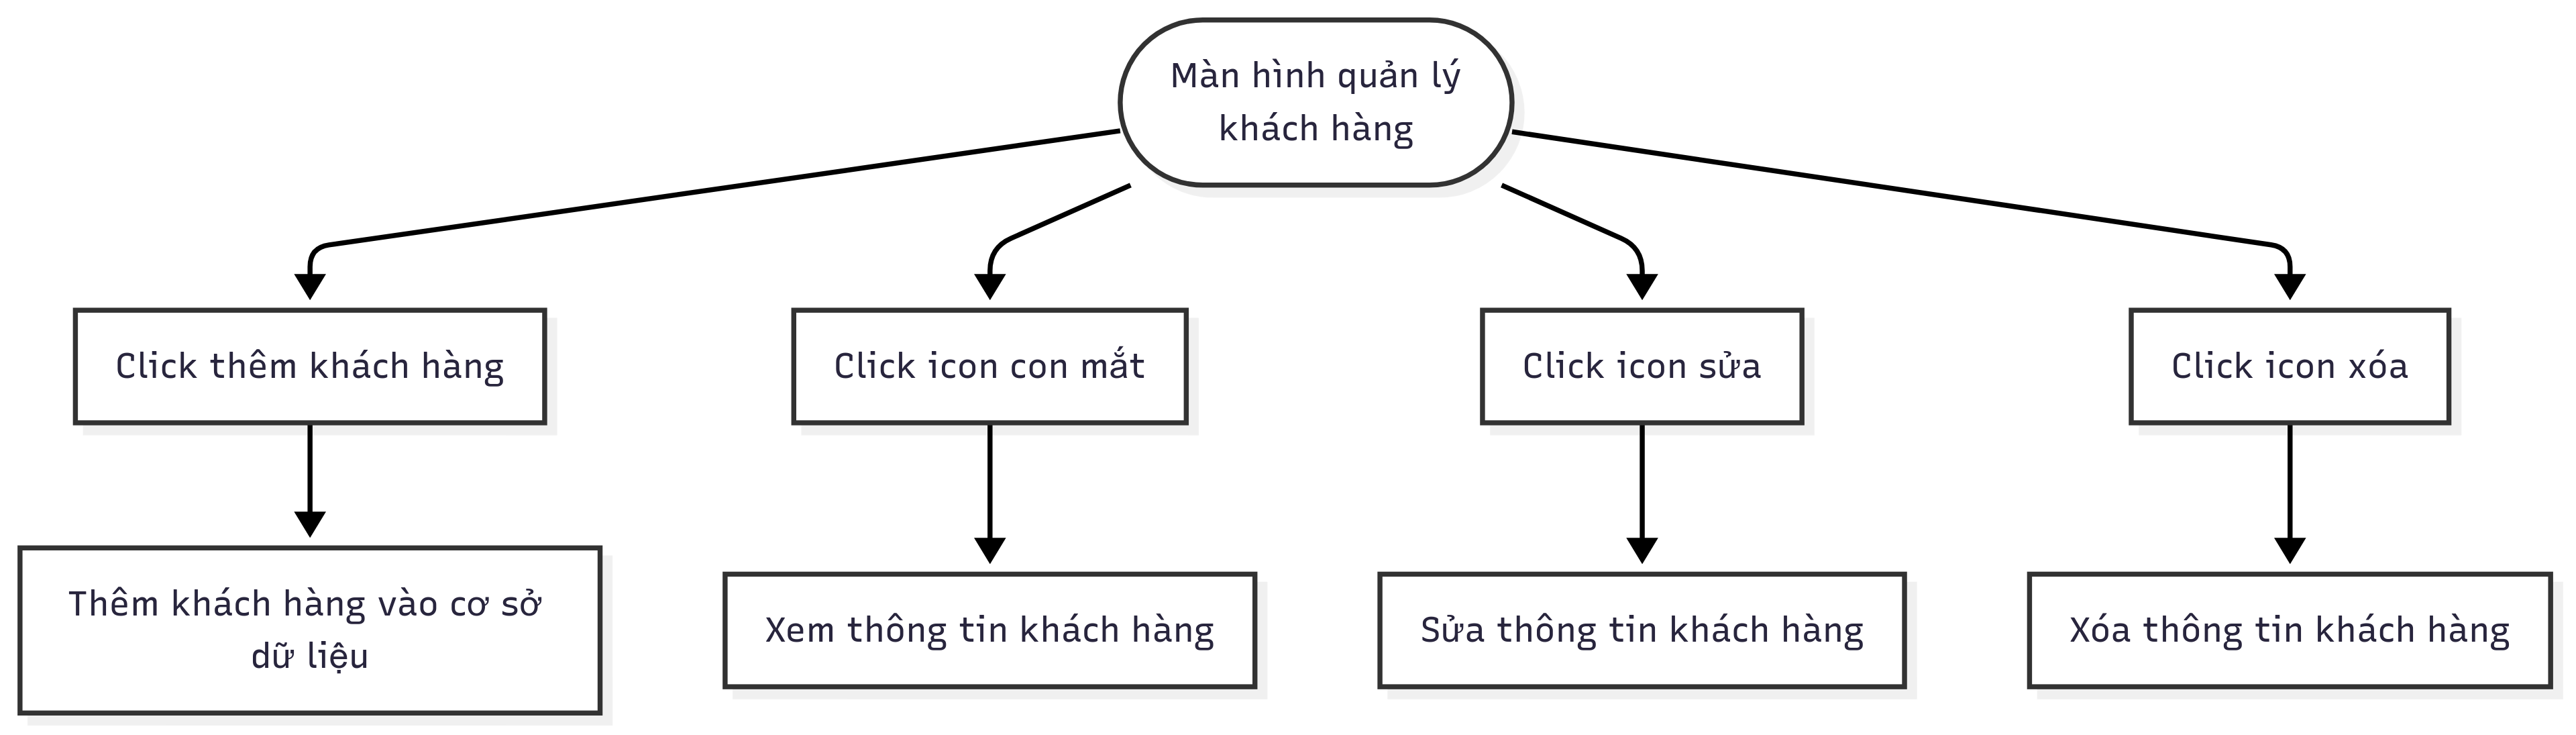 Màn hình quản lý
khách hàng
Click thêm khách hàng
Click icon con mắt
Click icon sửa
Click icon xóa
Thêm khách hàng vào cơ sở
dữ liệu
Xem thông tin khách hàng
Sửa thông tin khách hàng
Xóa thông tin khách hàng